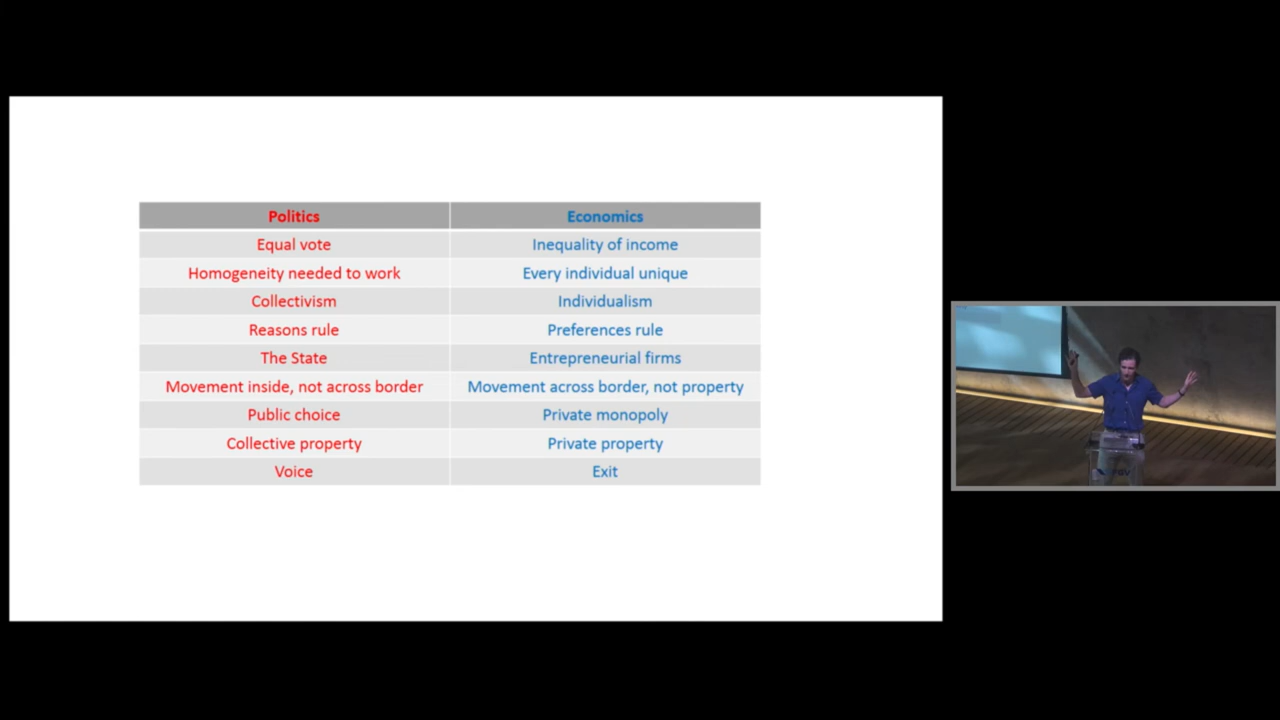 Politics Economics
Equal vote Inequality of income
Homogeneity needed to work Every individual unique
Collectivism Individualism
Reasons rule Preferences rule
The State Entrepreneurial firms
Movement inside, not across border Movement across border, not property
Public choice Private monopoly
Collective property Private property
Voice Exit